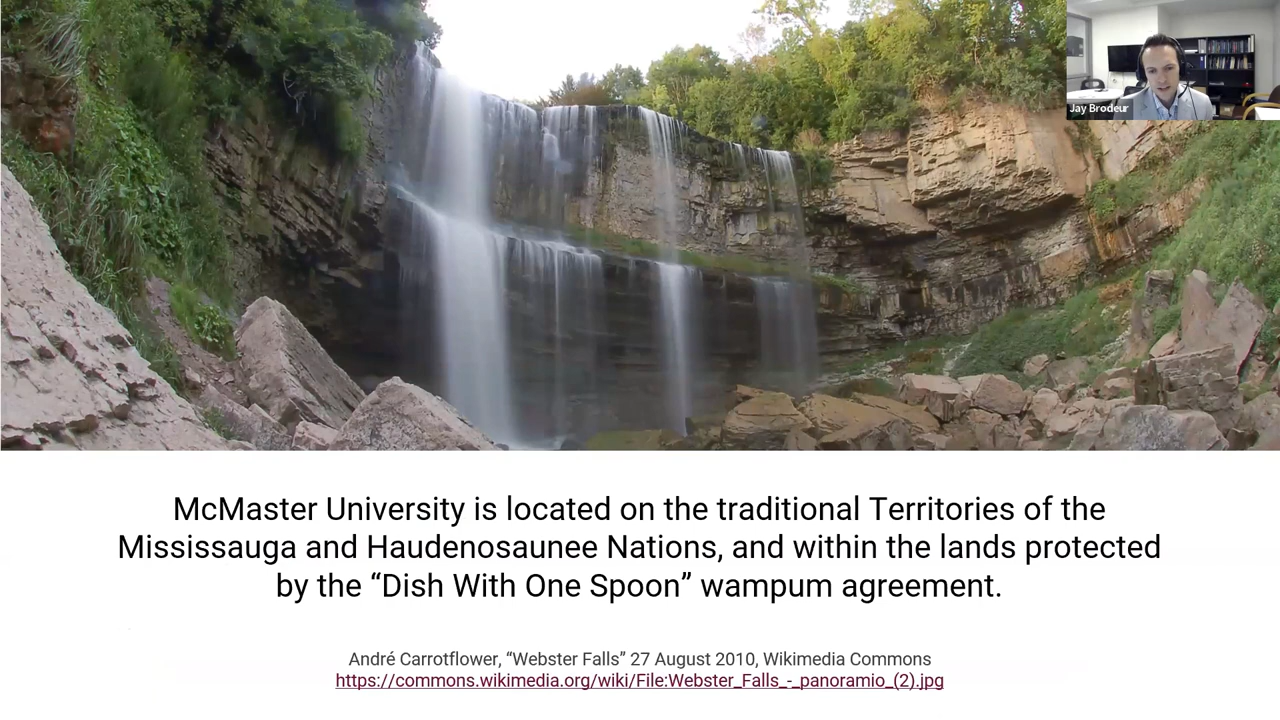 Jay Brodeur
McMaster University is located on the traditional Territories of the
Mississauga and Haudenosaunee Nations, and within the lands protected
by the “Dish With One Spoon” wampum agreement.
André Carrotflower, “Webster Falls” 27 August 2010, Wikimedia Commons
https://commons.wikimedia.org/wiki/File:Webster_Falls_-_panoramio_(2).jpg